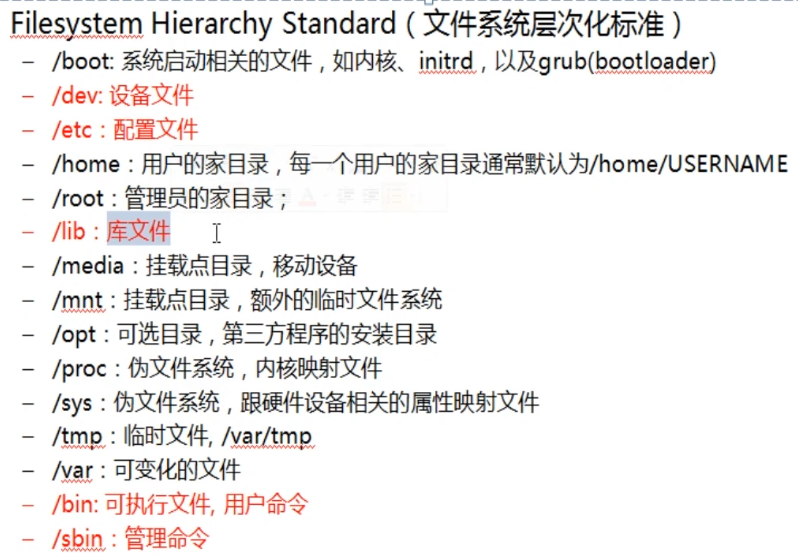 Filesystem Hierarchy Standard（文件系统层次化标准）
– /boot: 系统启动相关的文件，如内核、initrd，以及grub(bootloader)
– /dev: 设备文件
– /etc：配置文件
– /home：用户的家目录，每一个用户的家目录通常默认为/home/USERNAME
– /root：管理员的家目录；
– /lib：库文件
– /media：挂载点目录，移动设备
– /mnt：挂载点目录，额外的临时文件系统
– /opt：可选目录，第三方程序的安装目录
– /proc：伪文件系统，内核映射文件
– /sys：伪文件系统，跟硬件设备相关的属性映射文件
– /tmp：临时文件, /var/tmp
– /var：可变化的文件
– /bin: 可执行文件, 用户命令
– /sbin：管理命令